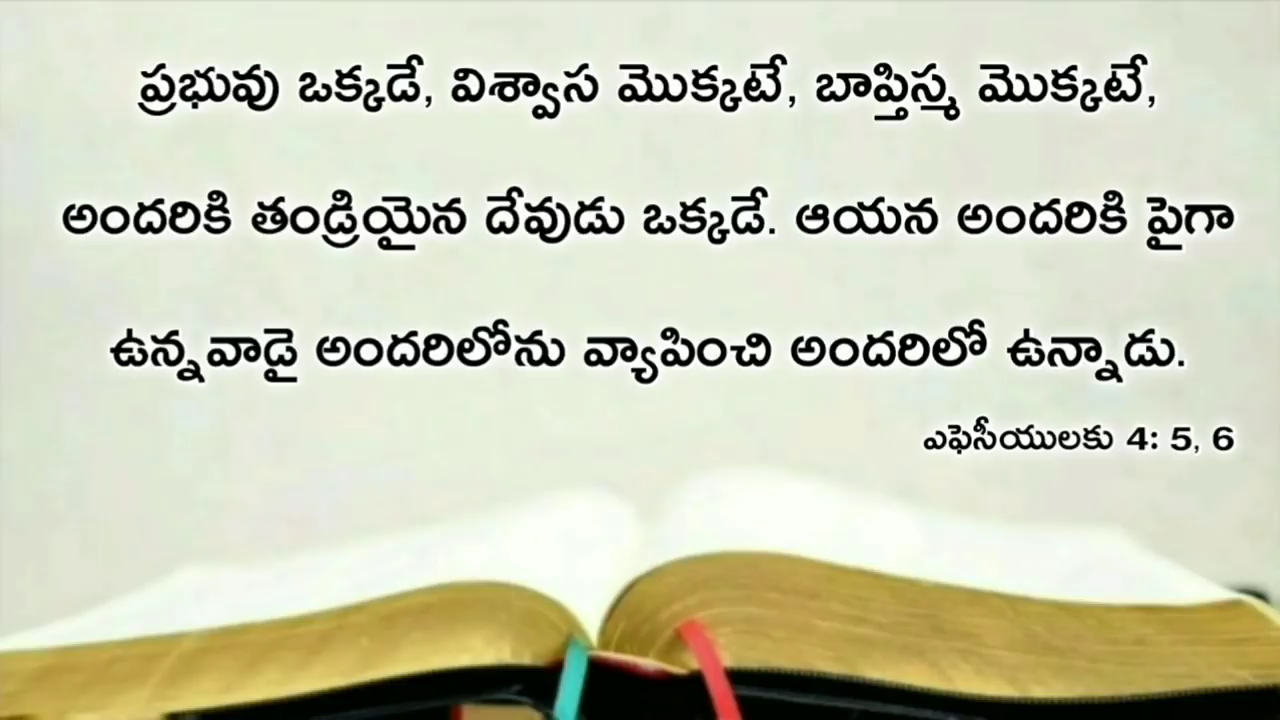 ప్రభువు ఒక్కడే, విశ్వాస మొక్కటే, బాప్తిస్మ మొక్కటే,
అందరికి తండ్రియైన దేవుడు ఒక్కడే. ఆయన అందరికి పైగా
ఉన్నవాడై అందరిలోను వ్యాపించి అందరిలో ఉన్నాడు.
ఎఫెసీయులకు 4: 5, 6